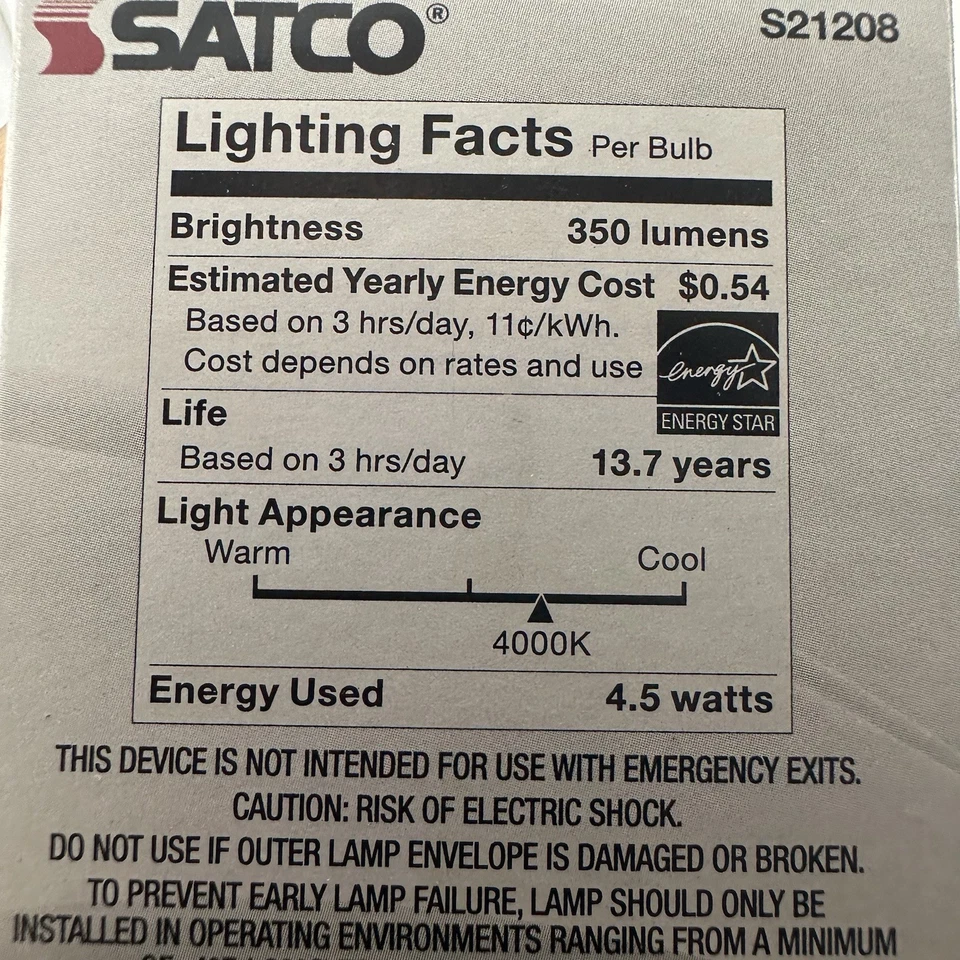 SATCO® S21208
Lighting Facts Per Bulb
Brightness 350 lumens
Estimated Yearly Energy Cost $0.54
Based on 3 hrs/day, 11¢/kWh.
Cost depends on rates and use
energy
ENERGY STAR
Life
Based on 3 hrs/day 13.7 years
Light Appearance
Warm Cool
4000K
Energy Used 4.5 watts
THIS DEVICE IS NOT INTENDED FOR USE WITH EMERGENCY EXITS.
CAUTION: RISK OF ELECTRIC SHOCK.
DO NOT USE IF OUTER LAMP ENVELOPE IS DAMAGED OR BROKEN.
TO PREVENT EARLY LAMP FAILURE, LAMP SHOULD ONLY BE
INSTALLED IN OPERATING ENVIRONMENTS RANGING FROM A MINIMUM